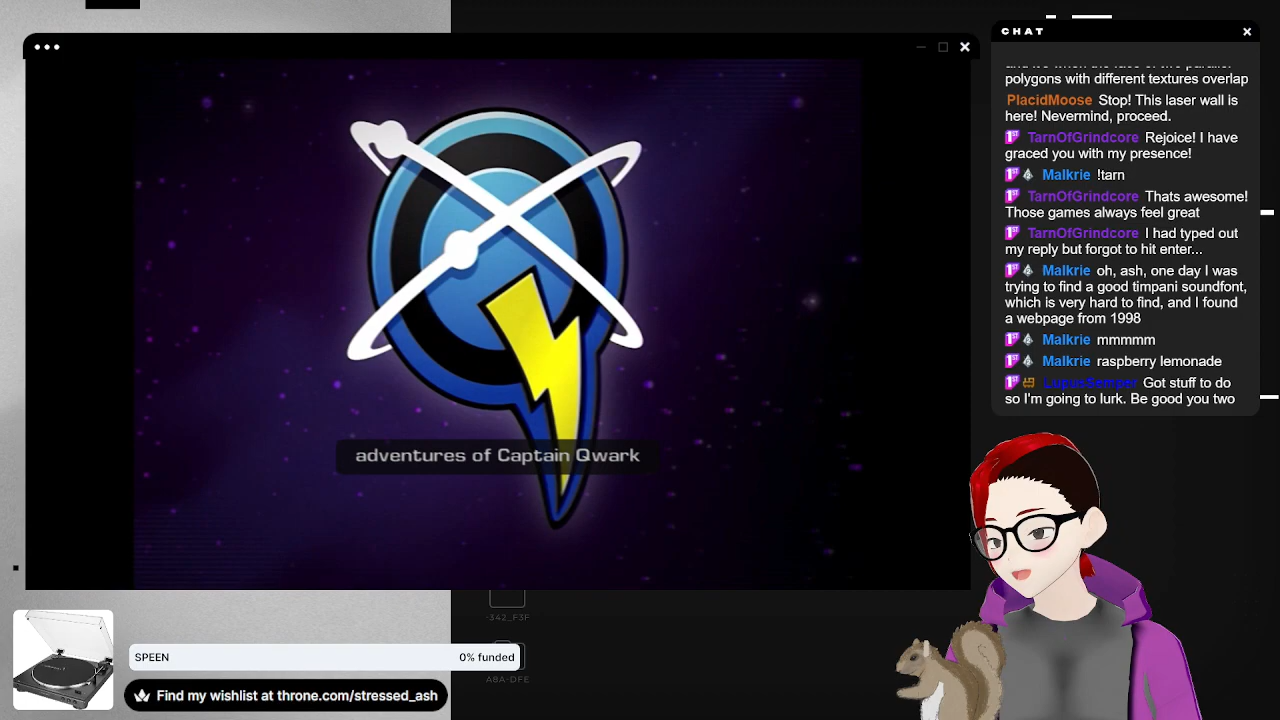 CHAT
polygons with different textures overlap
PlacidMoose Stop! This laser wall is
here! Nevermind, proceed.
TarnOfGrindcore Rejoice! I have
graced you with my presence!
Malkrie !tarn
TarnOfGrindcore Thats awesome!
Those games always feel great
TarnOfGrindcore I had typed out
my reply but forgot to hit enter...
Malkrie oh, ash, one day I was
trying to find a good timpani soundfont,
which is very hard to find, and I found
a webpage from 1998
Malkrie mmmmm
Malkrie raspberry lemonade
LupusSemper Got stuff to do
so I'm going to lurk. Be good you two
adventures of Captain Qwark
-342_F3F
A8A-DFE
SPEEN 0% funded
Find my wishlist at throne.com/stressed_ash